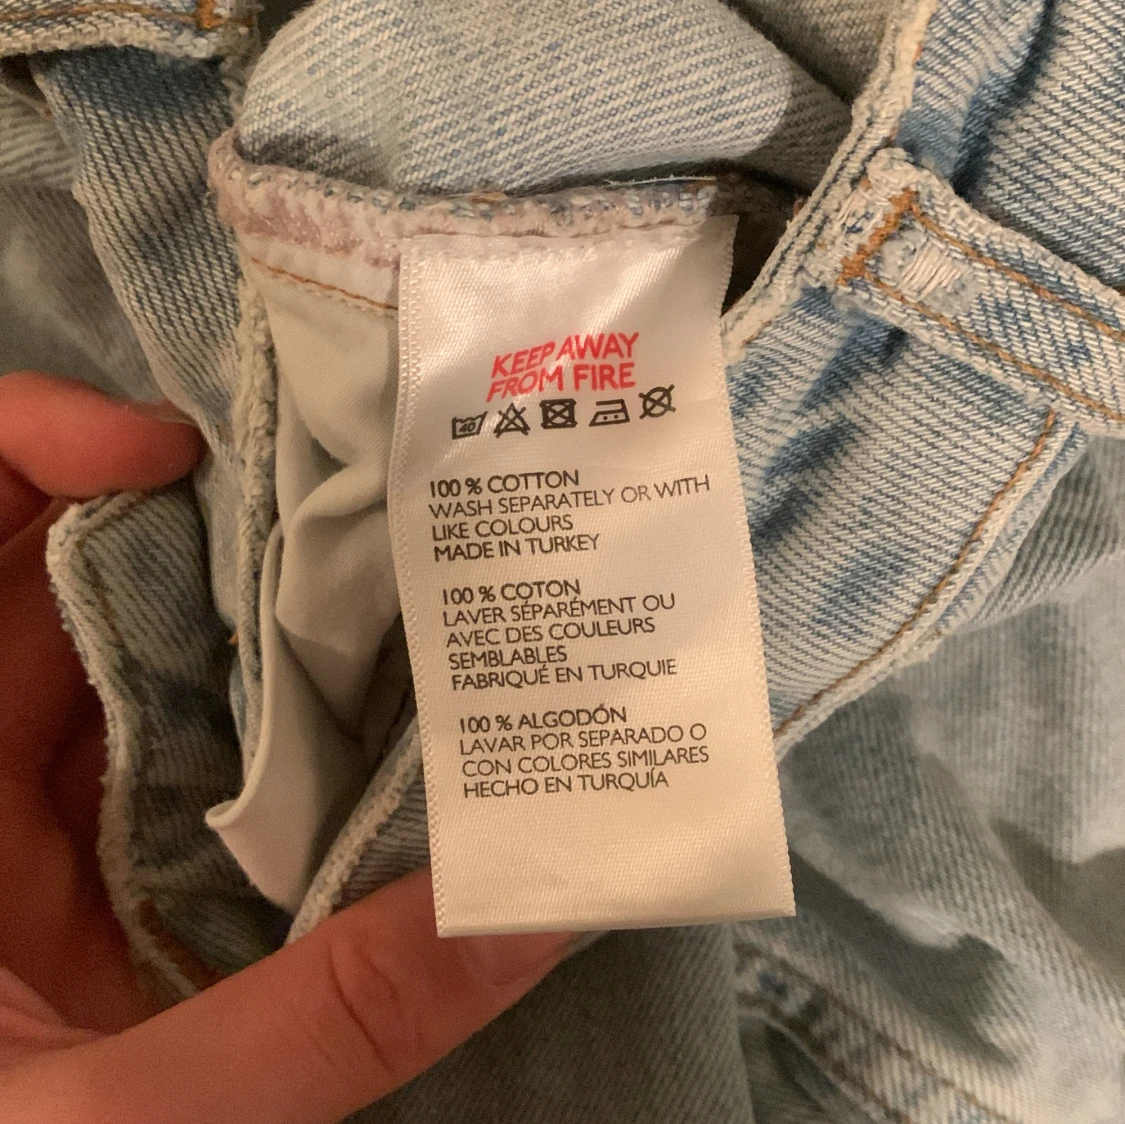 KEEP AWAY
FROM FIRE
40
100 % COTTON
WASH SEPARATELY OR WITH
LIKE COLOURS
MADE IN TURKEY
100 % COTON
LAVER SÉPARÉMENT OU
AVEC DES COULEURS
SEMBLABLES
FABRIQUÉ EN TURQUIE
100 % ALGODÓN
LAVAR POR SEPARADO O
CON COLORES SIMILARES
HECHO EN TURQUÍA